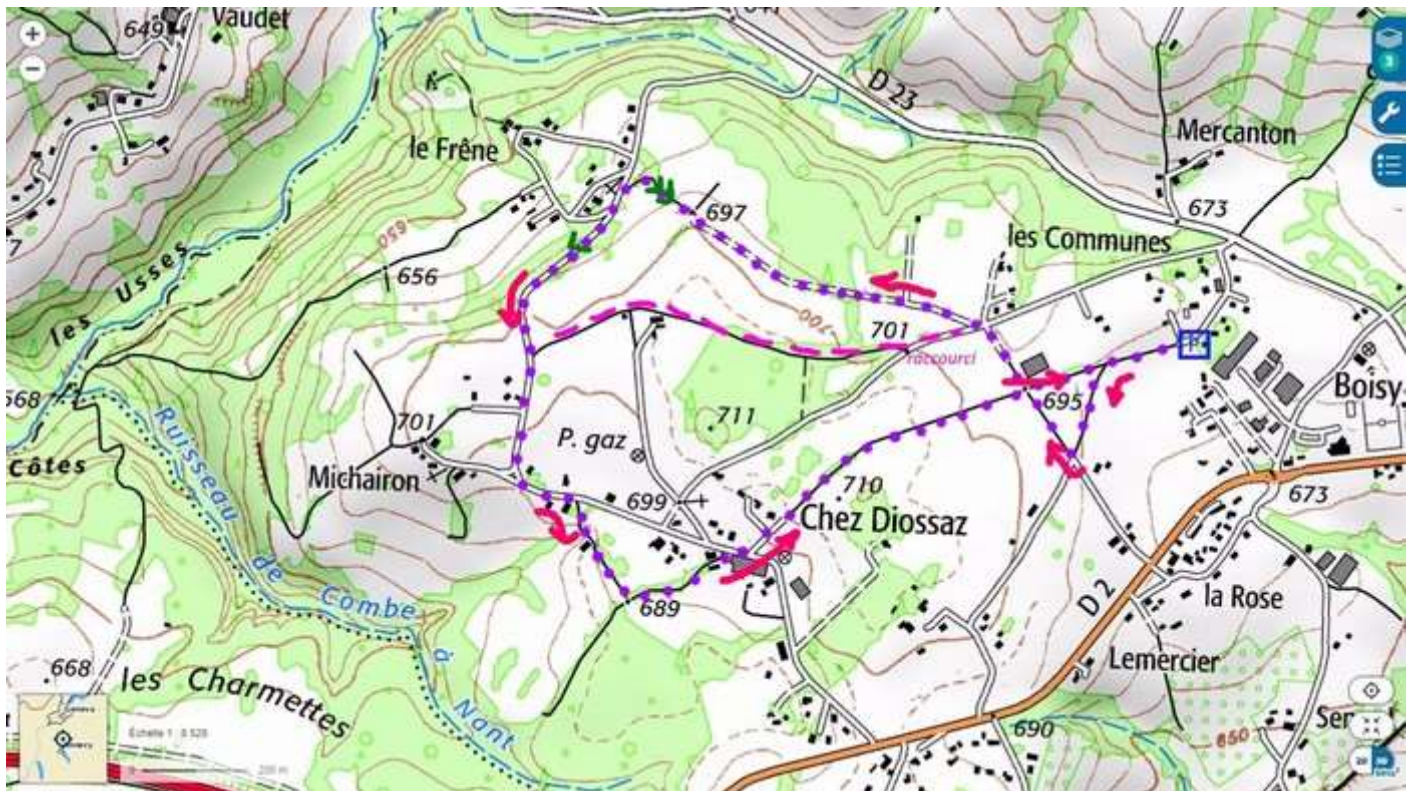 Vaudet
649
D 23
Mercanton
le Frêne
673
697
les Communes
650
656
les Usses
700
701
raccourci
P
568
695
Boisy
711
701
P. gaz
Côtes
Michairon
Ruisseau de Combe à Nant
699
710
673
Chez Diossaz
689
D 2
la Rose
Lemercier
668
les Charmettes
690
650
Échelle 1 : 8 528
200 m
3
2D